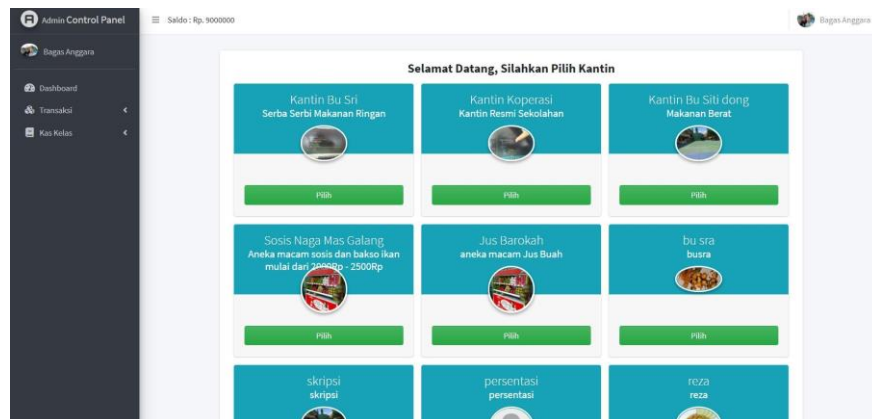 Admin Control Panel
Saldo : Rp. 9000000
Bagas Anggara
Bagas Anggara
Dashboard
Transaksi
Kas Kelas
Selamat Datang, Silahkan Pilih Kantin
Kantin Bu Sri
Serba Serbi Makanan Ringan
Pilih
Kantin Koperasi
Kantin Resmi Sekolahan
Pilih
Kantin Bu Siti dong
Makanan Berat
Pilih
Sosis Naga Mas Galang
Aneka macam sosis dan bakso ikan
mulai dari 2000Rp - 2500Rp
Pilih
Jus Barokah
aneka macam Jus Buah
Pilih
bu sra
busra
Pilih
skripsi
skripsi
persentasi
persentasi
reza
reza